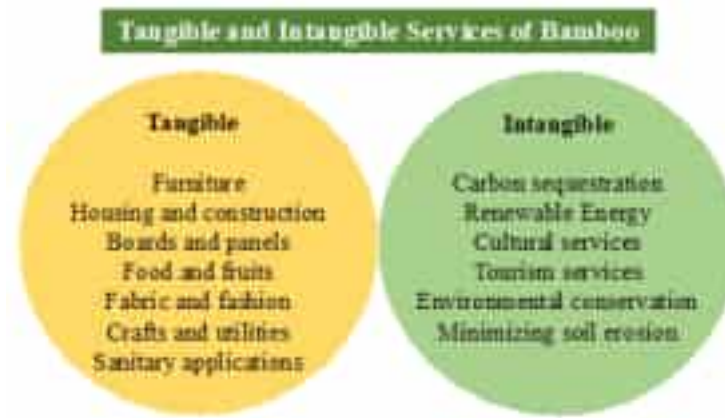 Tangible and Intangible Services of Bamboo
Tangible
Furniture
Housing and construction
Boards and panels
Food and fruits
Fabric and fashion
Crafts and utilities
Sanitary applications
Intangible
Carbon sequestration
Renewable Energy
Cultural services
Tourism services
Environmental conservation
Minimizing soil erosion